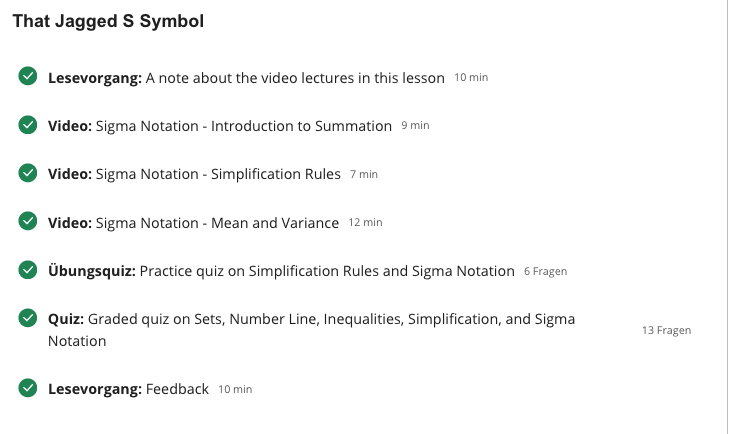 That Jagged S Symbol
Lesevorgang: A note about the video lectures in this lesson 10 min
Video: Sigma Notation - Introduction to Summation 9 min
Video: Sigma Notation - Simplification Rules 7 min
Video: Sigma Notation - Mean and Variance 12 min
Übungsquiz: Practice quiz on Simplification Rules and Sigma Notation 6 Fragen
Quiz: Graded quiz on Sets, Number Line, Inequalities, Simplification, and Sigma
Notation
13 Fragen
Lesevorgang: Feedback 10 min